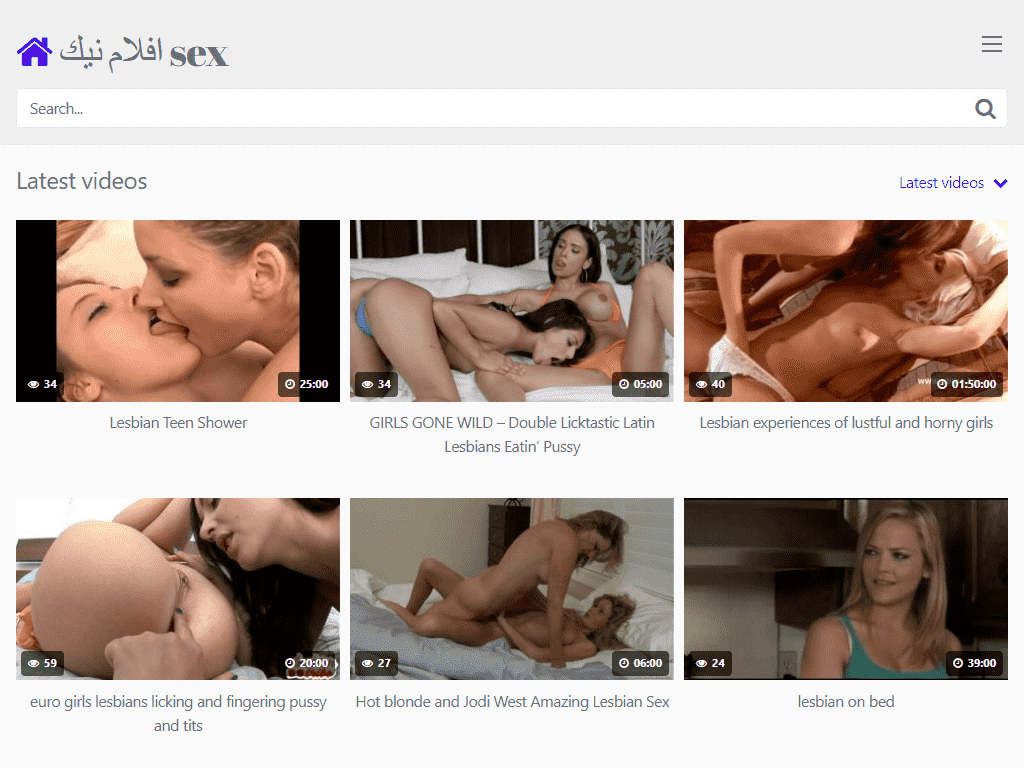 افلام نيك sex
Search...
Latest videos
Latest videos
34
25:00
34
05:00
40
www
01:50:00
Lesbian Teen Shower
GIRLS GONE WILD – Double Licktastic Latin
Lesbians Eatin’ Pussy
Lesbian experiences of lustful and horny girls
59
20:00
27
06:00
24
39:00
euro girls lesbians licking and fingering pussy
and tits
Hot blonde and Jodi West Amazing Lesbian Sex
lesbian on bed